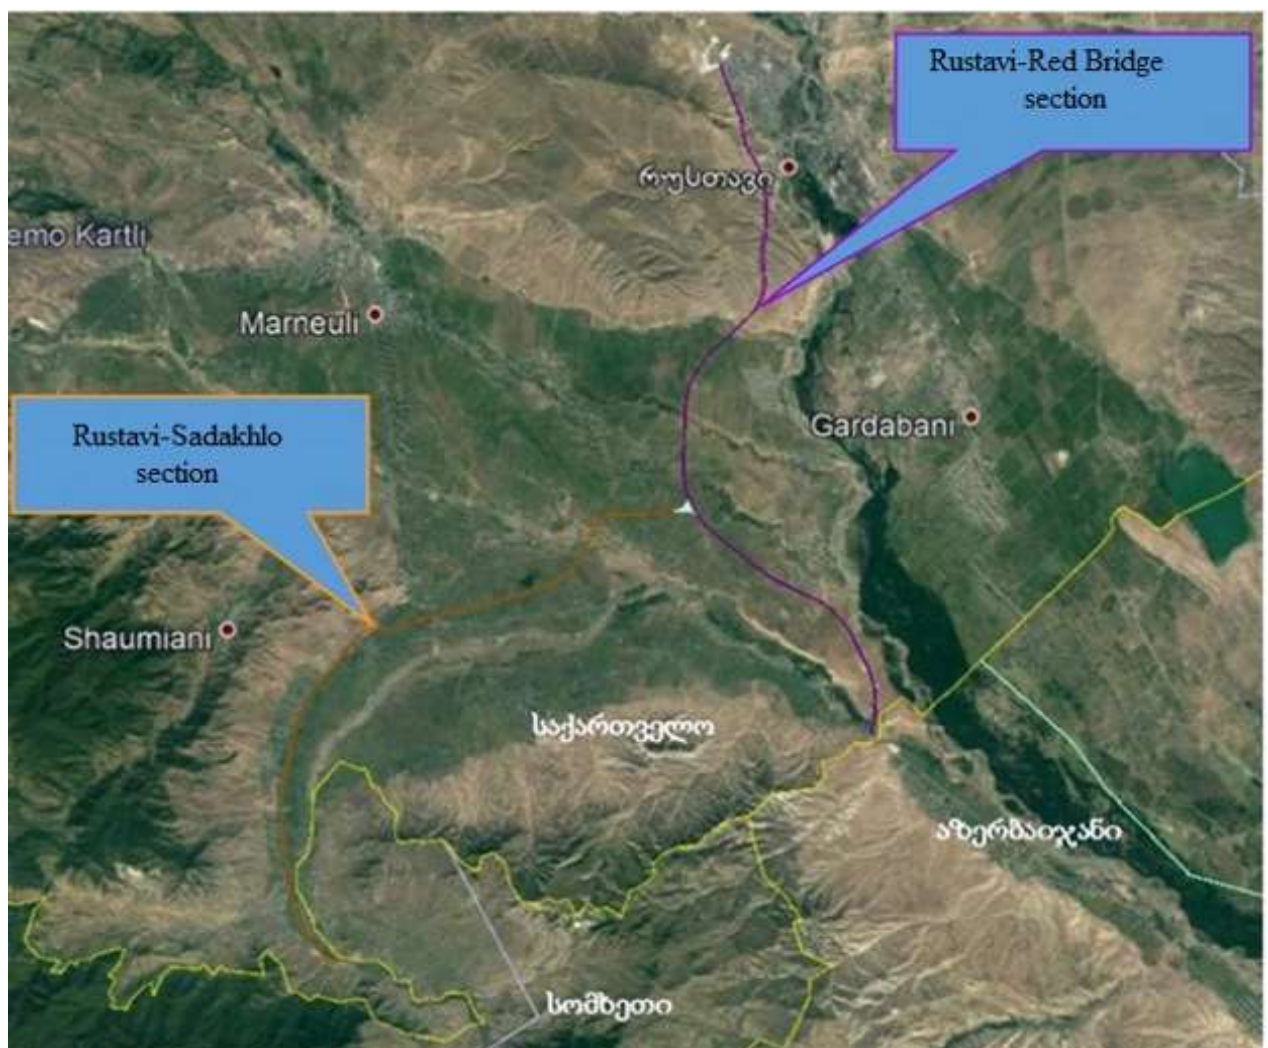 Rustavi-Red Bridge
section
რუსთავი
emo Kartli
Marneuli
Gardabani
Rustavi-Sadakhlo
section
Shaumiani
საქართველო
აზერბაიჯანი
სომხეთი